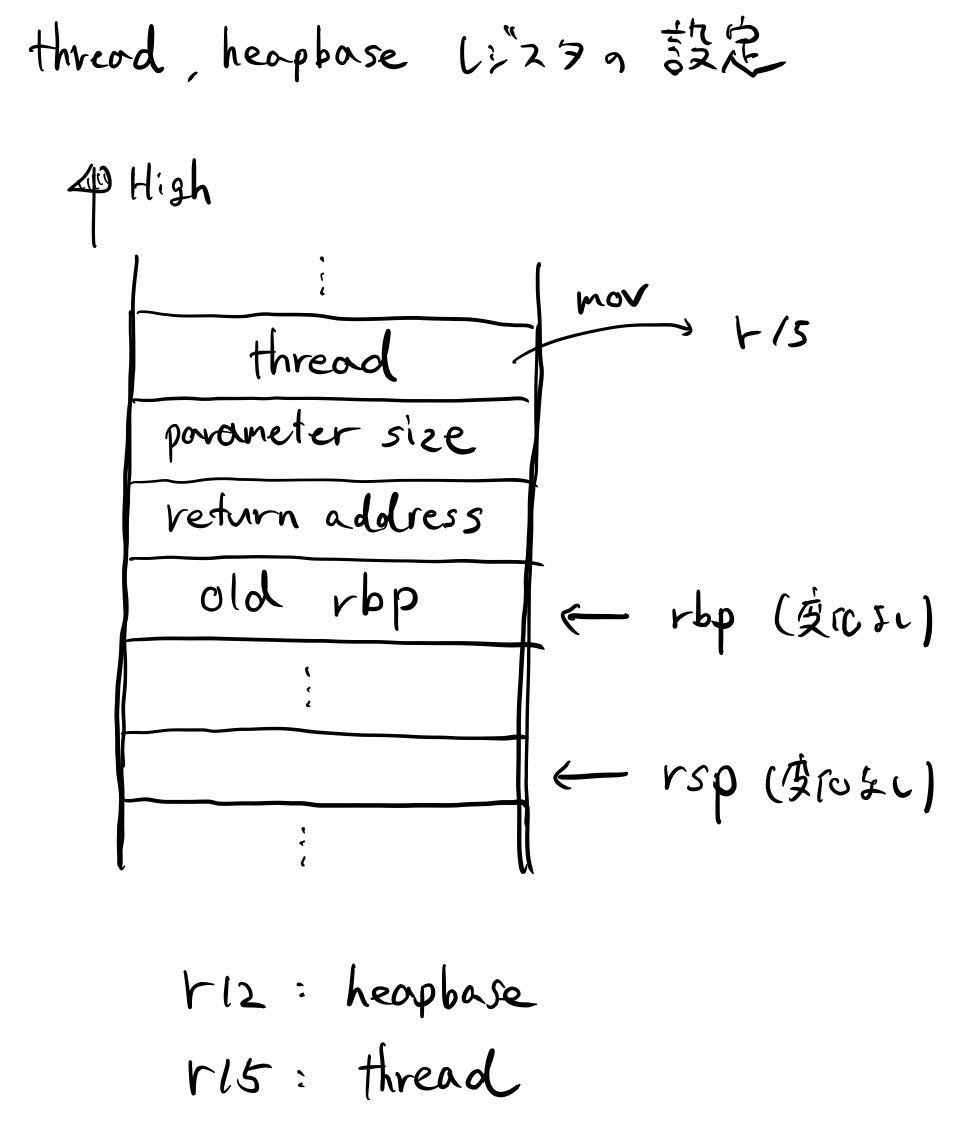 thread, heapbase レジスタの 設定
High
⋮
mov
thread
r15
parameter size
return address
old rbp
← rbp (変化なし)
⋮
← rsp (変化なし)
⋮
r12 : heapbase
r15 : thread